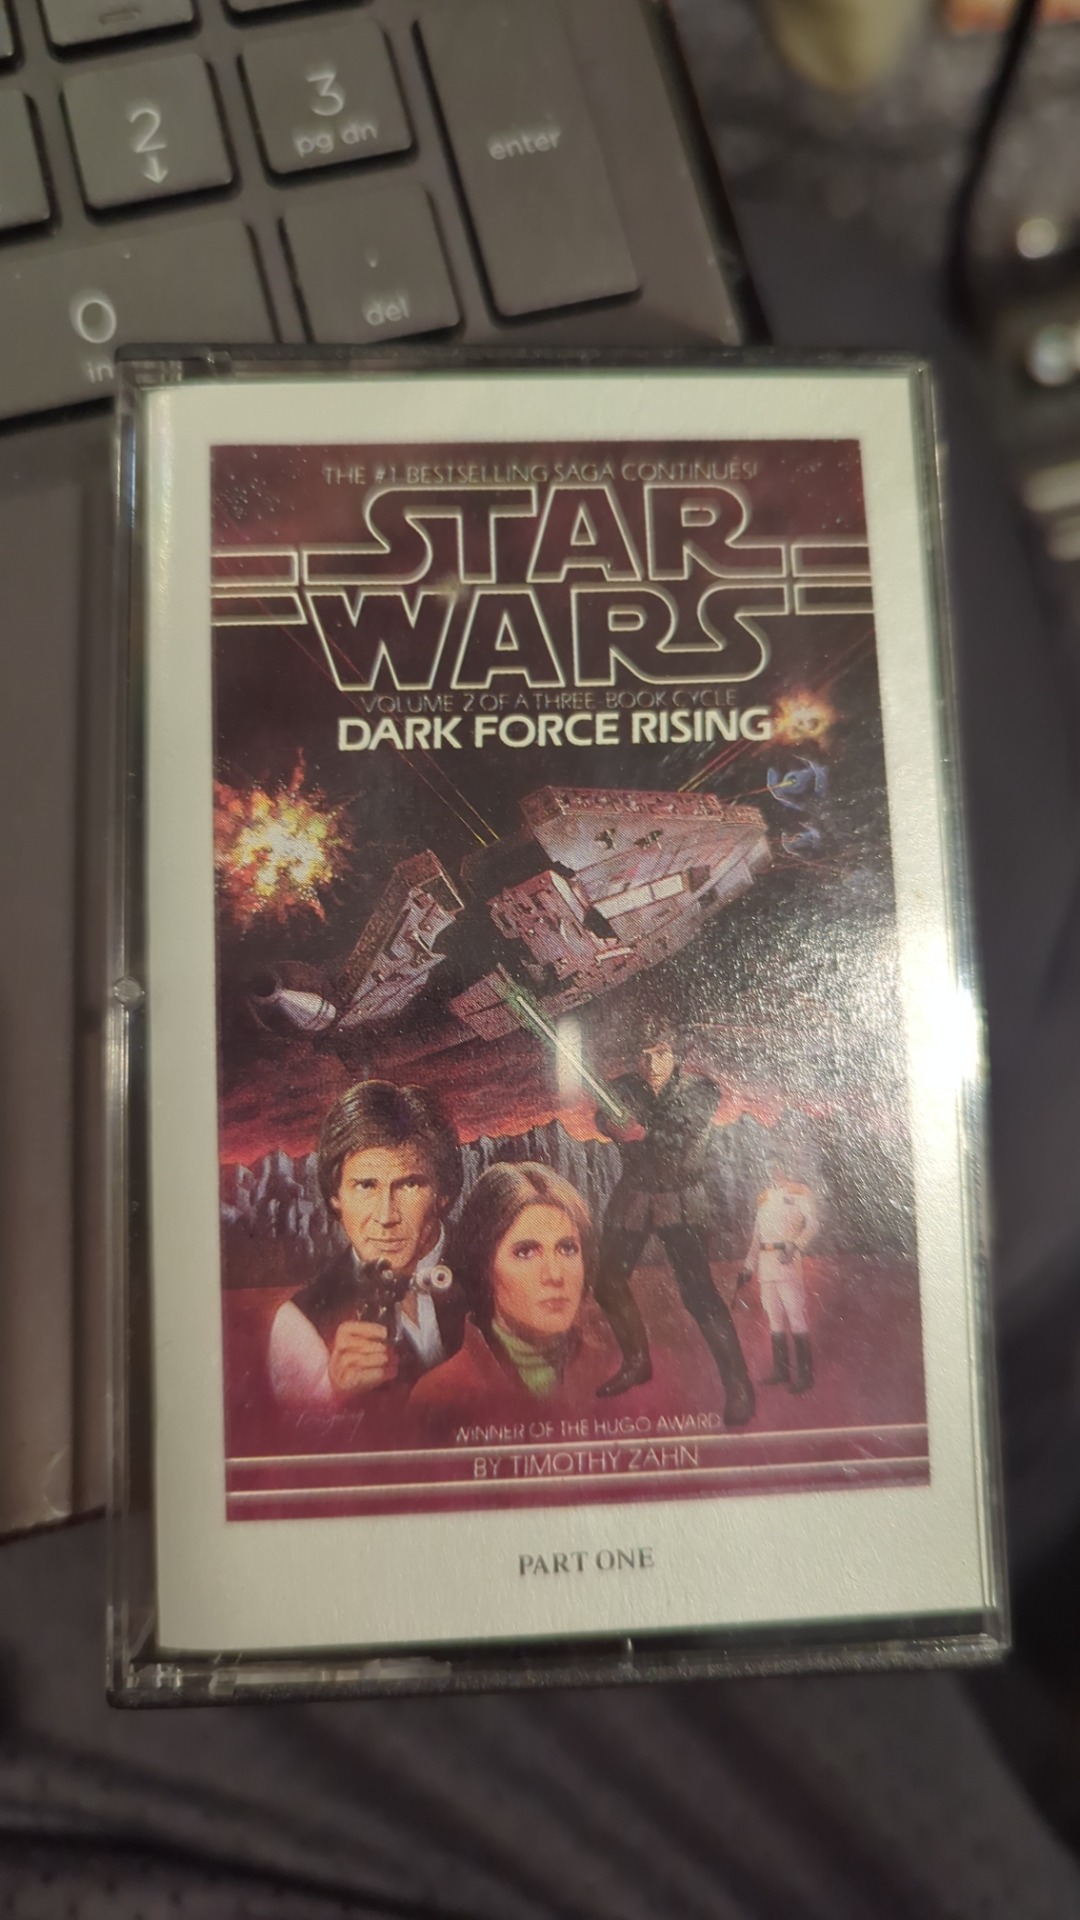 2
↓
3
pg dn
enter
0
in
.
del
THE #1 BESTSELLING SAGA CONTINUES!
STAR
WARS
VOLUME 2 OF A THREE-BOOK CYCLE
DARK FORCE RISING
WINNER OF THE HUGO AWARD
BY TIMOTHY ZAHN
PART ONE